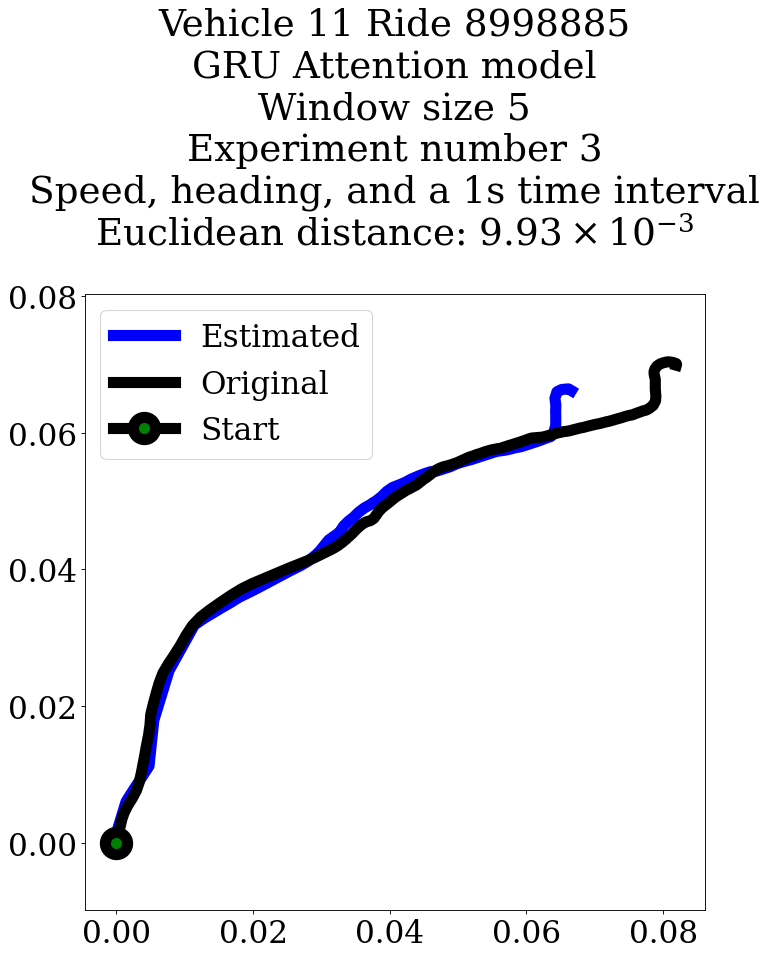 Vehicle 11 Ride 8998885
GRU Attention model
Window size 5
Experiment number 3
Speed, heading, and a 1s time interval
Euclidean distance: 9.93 × 10⁻³
0.08
Estimated
Original
Start
0.06
0.04
0.02
0.00
0.00 0.02 0.04 0.06 0.08